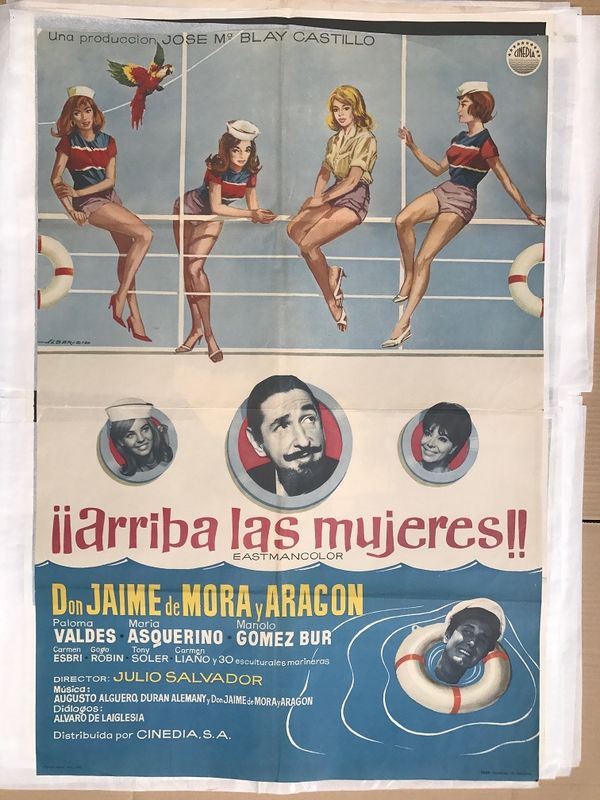 Una produccion JOSE Mª BLAY CASTILLO
CINEDIA
¡¡arriba las mujeres!!
EASTMANCOLOR
Don JAIME de MORA y ARAGON
Paloma VALDES · Maria ASQUERINO · Manolo GOMEZ BUR
Carmen ESBRI · Gogo ROBIN · Tony SOLER · Carmen LIAÑO y 30 esculturales marineras
DIRECTOR: JULIO SALVADOR
Música:
AUGUSTO ALGUERO, DURAN ALEMANY y Don JAIME de MORA y ARAGON
Diálogos:
ALVARO DE LAIGLESIA
Distribuida por CINEDIA, S.A.